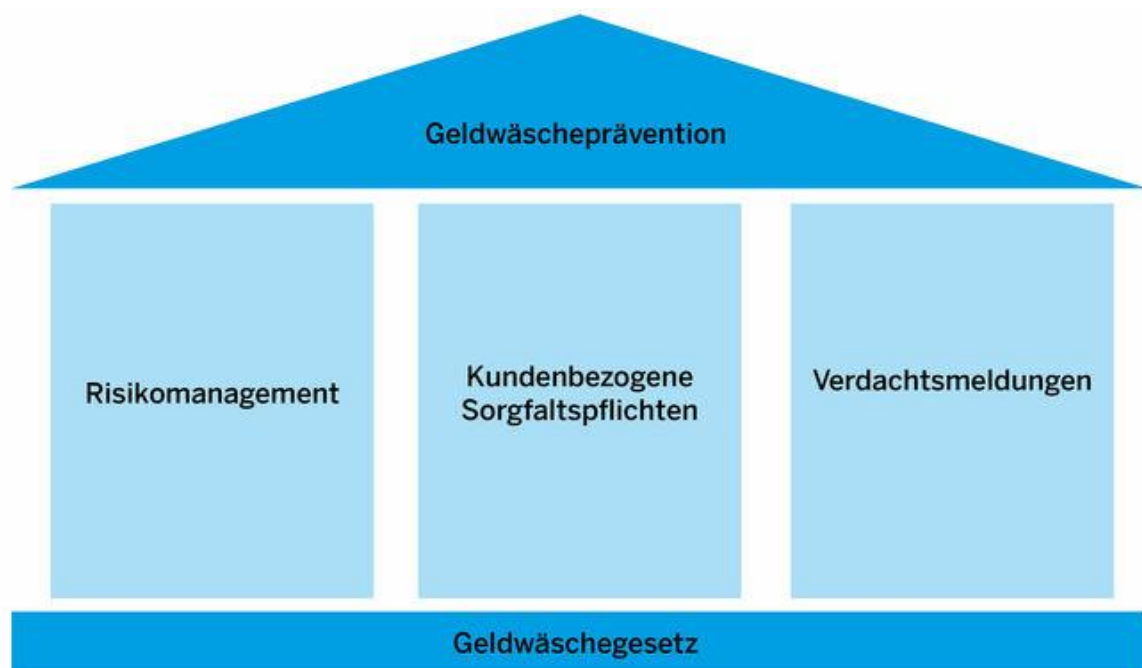 Geldwäscheprävention
Risikomanagement
Kundenbezogene
Sorgfaltspflichten
Verdachtsmeldungen
Geldwäschegesetz